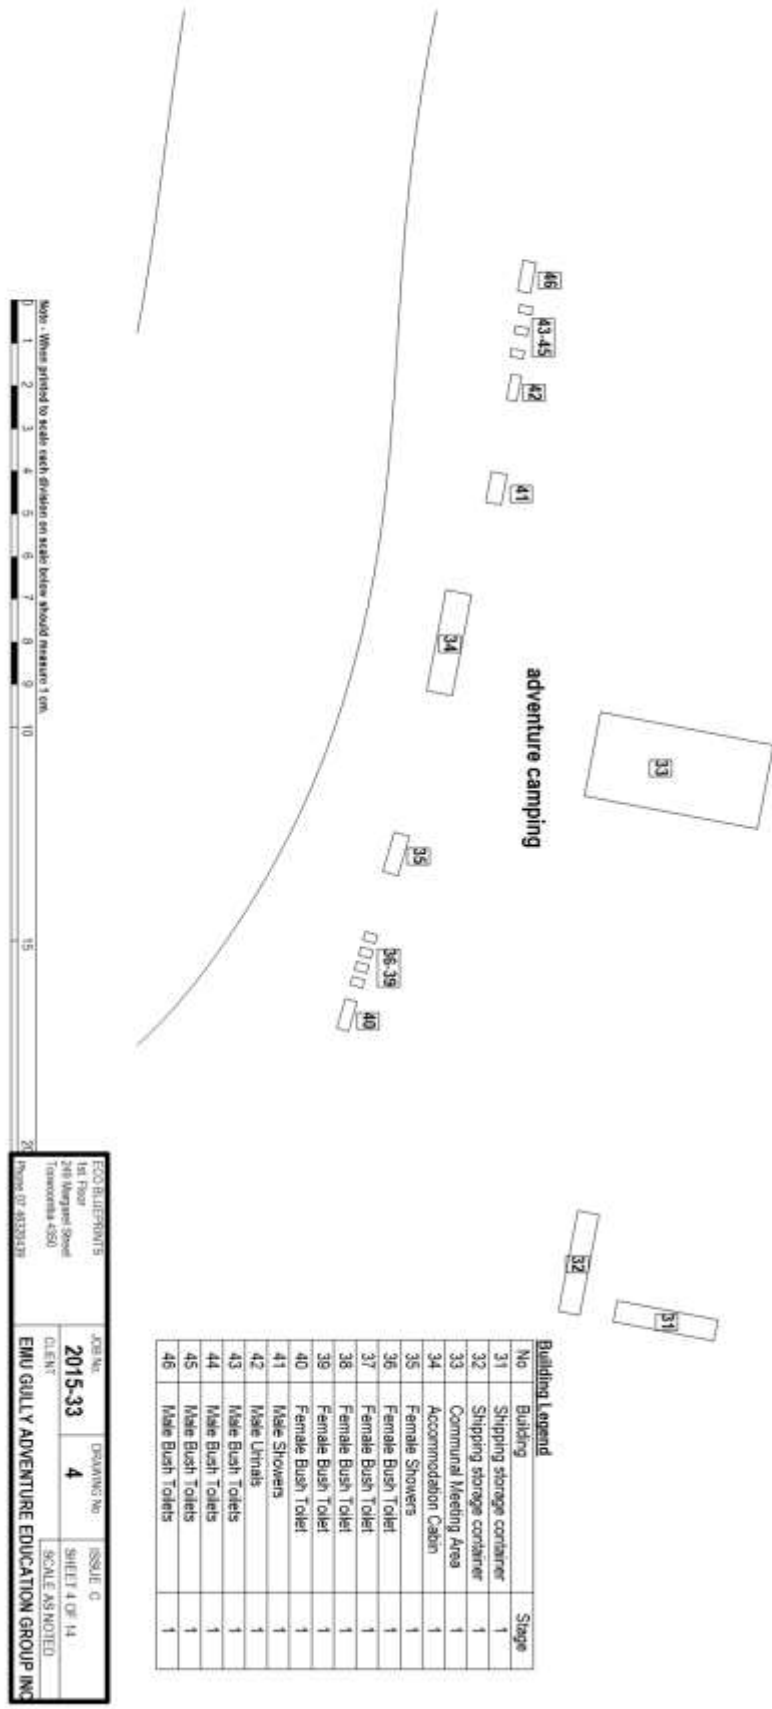 46
43-45
42
41
34
adventure camping
33
35
36-39
40
32
31
Building Legend
No Building Stage
31 Shipping storage container 1
32 Shipping storage container 1
33 Communal Meeting Area 1
34 Accommodation Cabin 1
35 Female Showers 1
36 Female Bush Toilet 1
37 Female Bush Toilet 1
38 Female Bush Toilet 1
39 Female Bush Toilet 1
40 Female Bush Toilet 1
41 Male Showers 1
42 Male Urinals 1
43 Male Bush Toilets 1
44 Male Bush Toilets 1
45 Male Bush Toilets 1
46 Male Bush Toilets 1
Note - When printed to scale each division on scale below should measure 1 cm.
0 1 2 3 4 5 6 7 8 9 10 15 20
ECO BLUEPRINTS
1st Floor
249 Margaret Street
Toowoomba 4350
Phone 07
JOB No.
2015-33
DRAWING No
4
ISSUE C
SHEET 4 OF 14
CLIENT
SCALE AS NOTED
EMU GULLY ADVENTURE EDUCATION GROUP INC